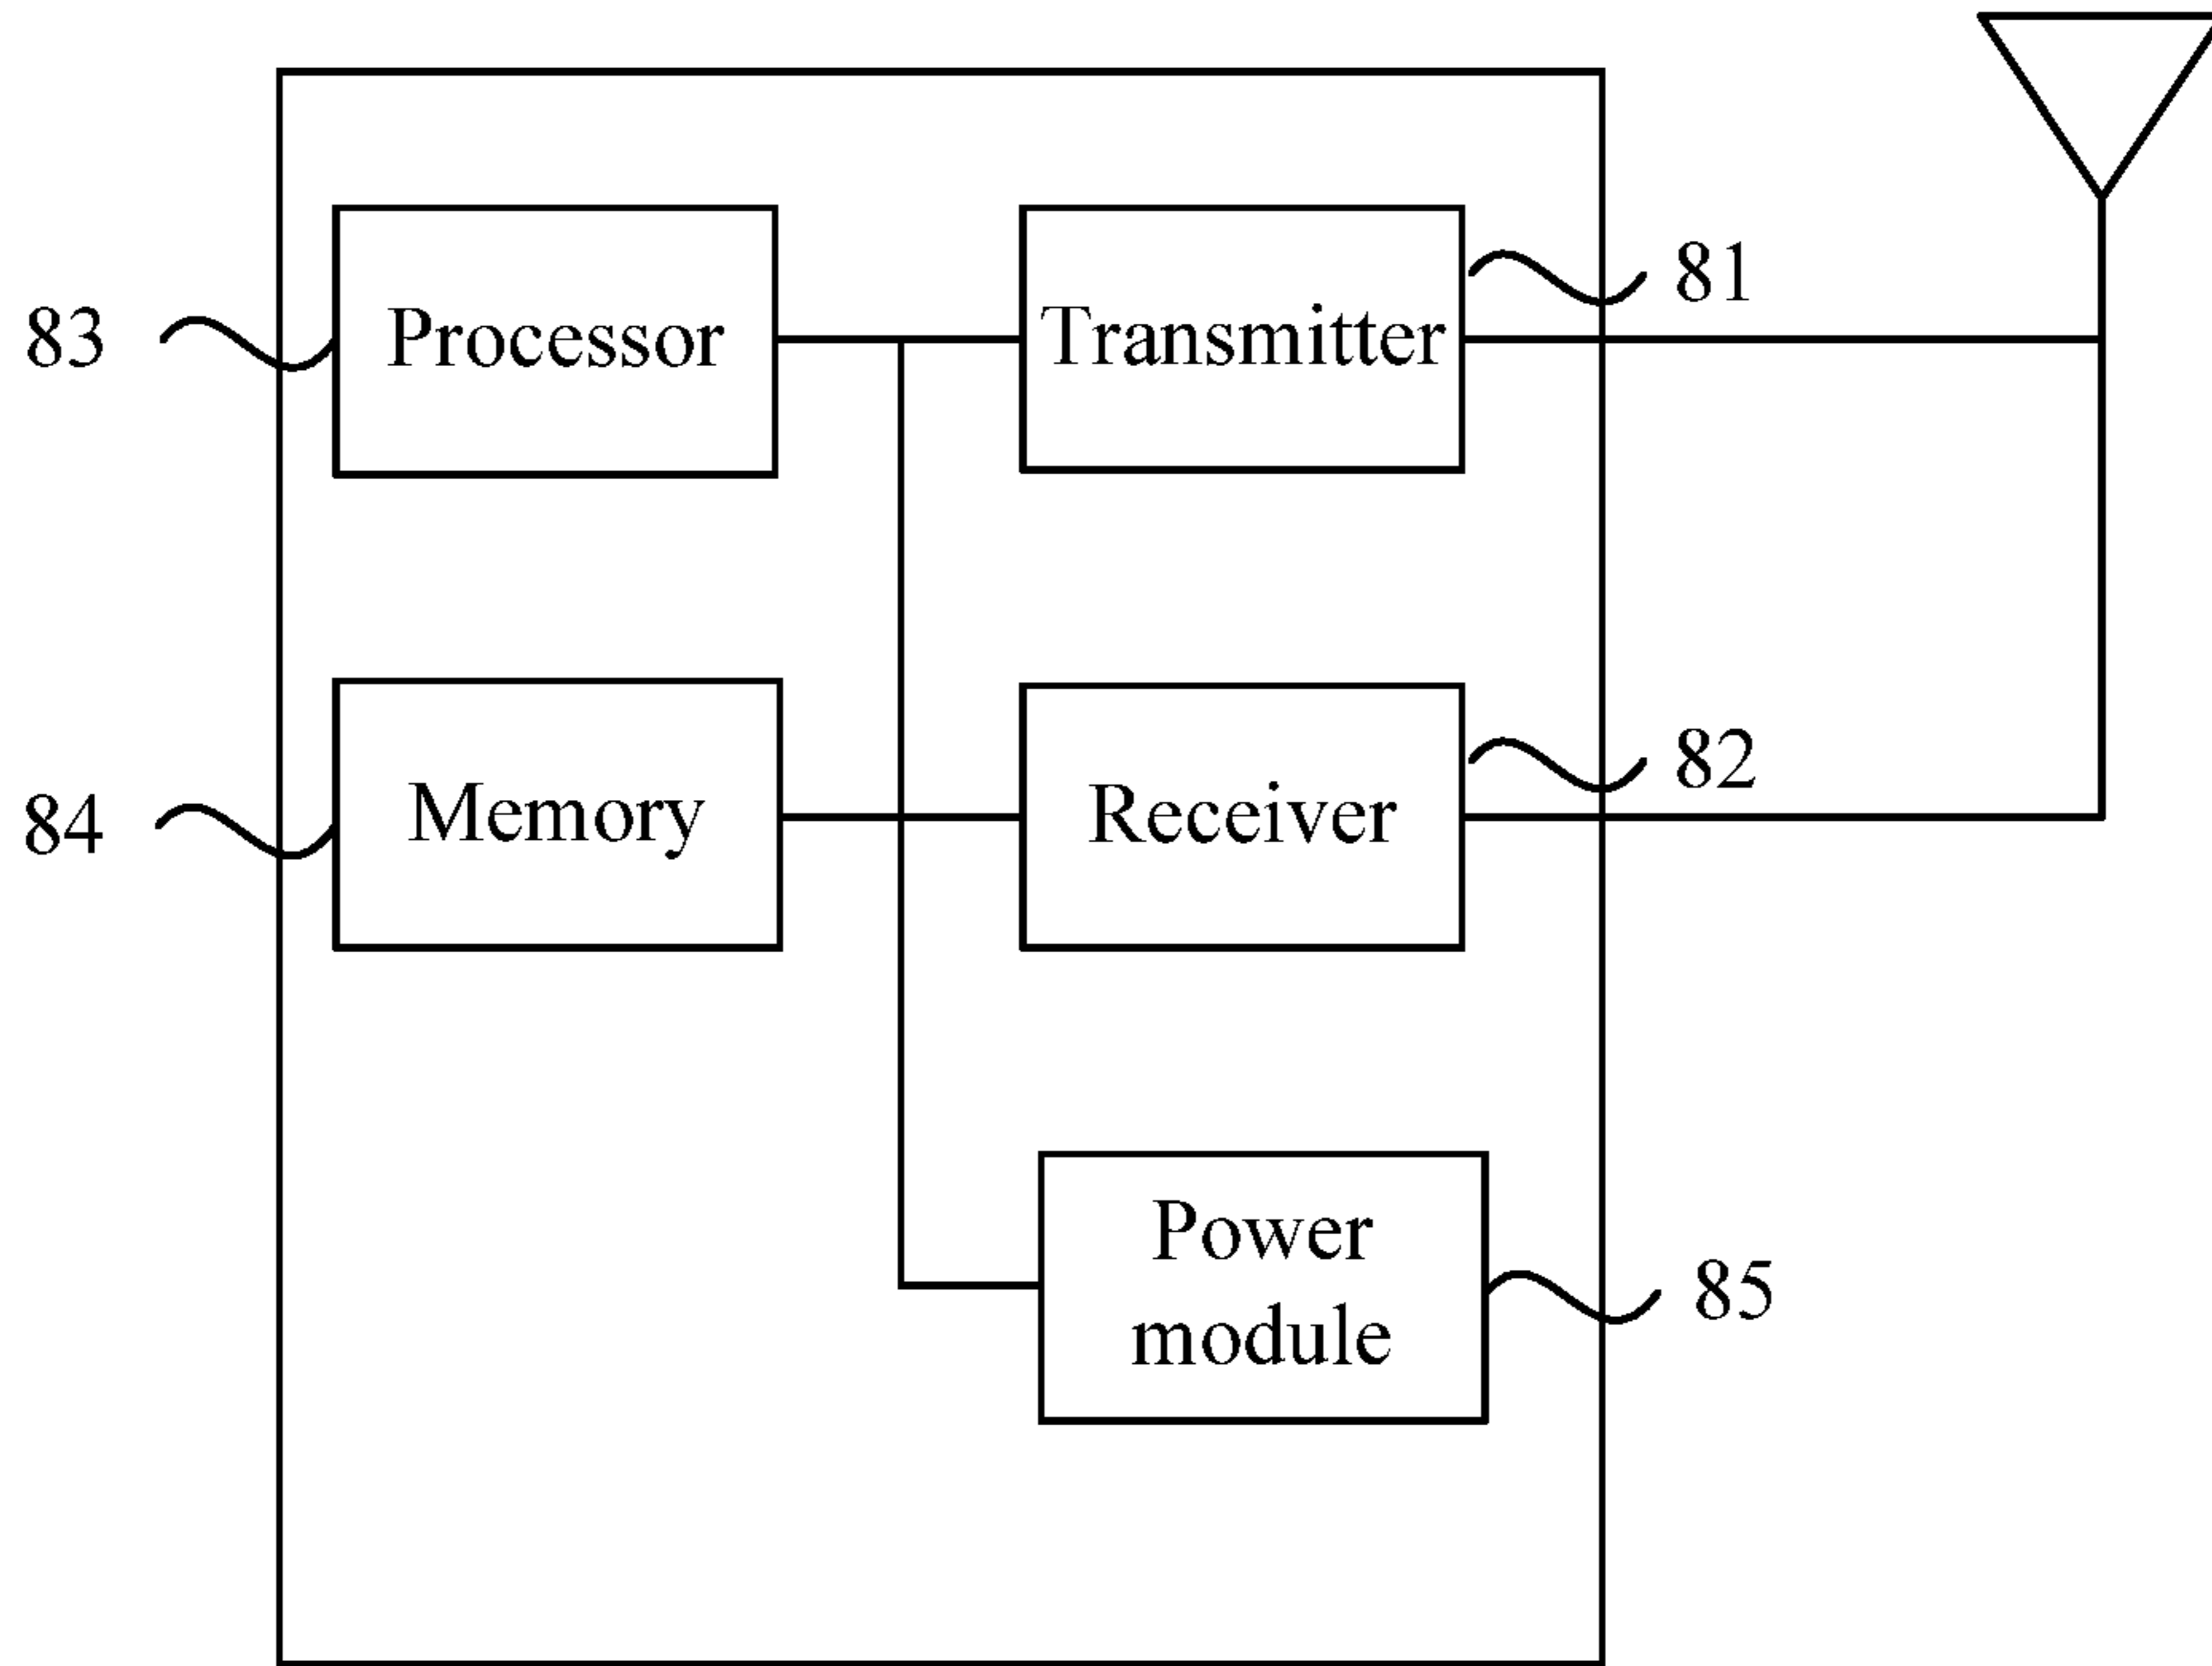 81
83
Processor
Transmitter
82
84
Memory
Receiver
Power
module
85